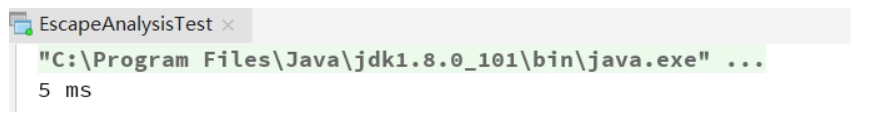 EscapeAnalysisTest
"C:\Program Files\Java\jdk1.8.0_101\bin\java.exe" ...
5 ms